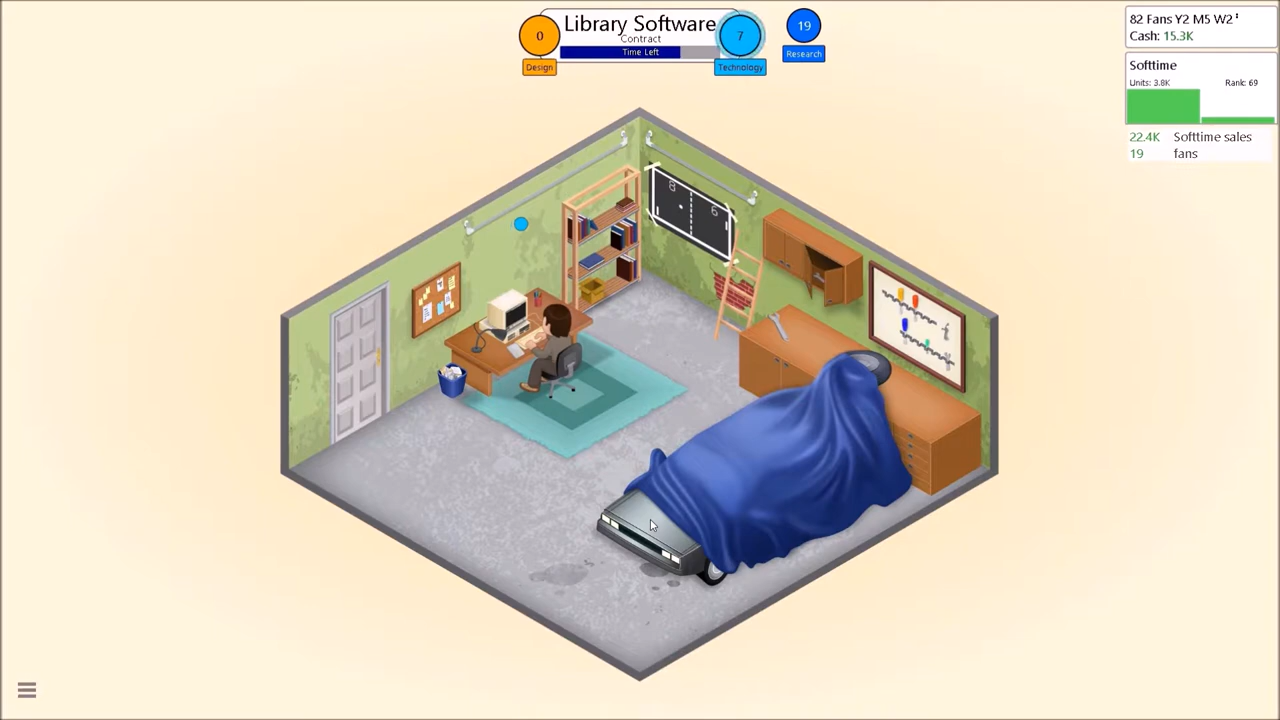 Library Software
Contract
Time Left
0
Design
7
Technology
19
Research
82 Fans Y2 M5 W2
Cash: 15.3K
Softtime
Units: 3.8K Rank: 69
22.4K Softtime sales
19 fans